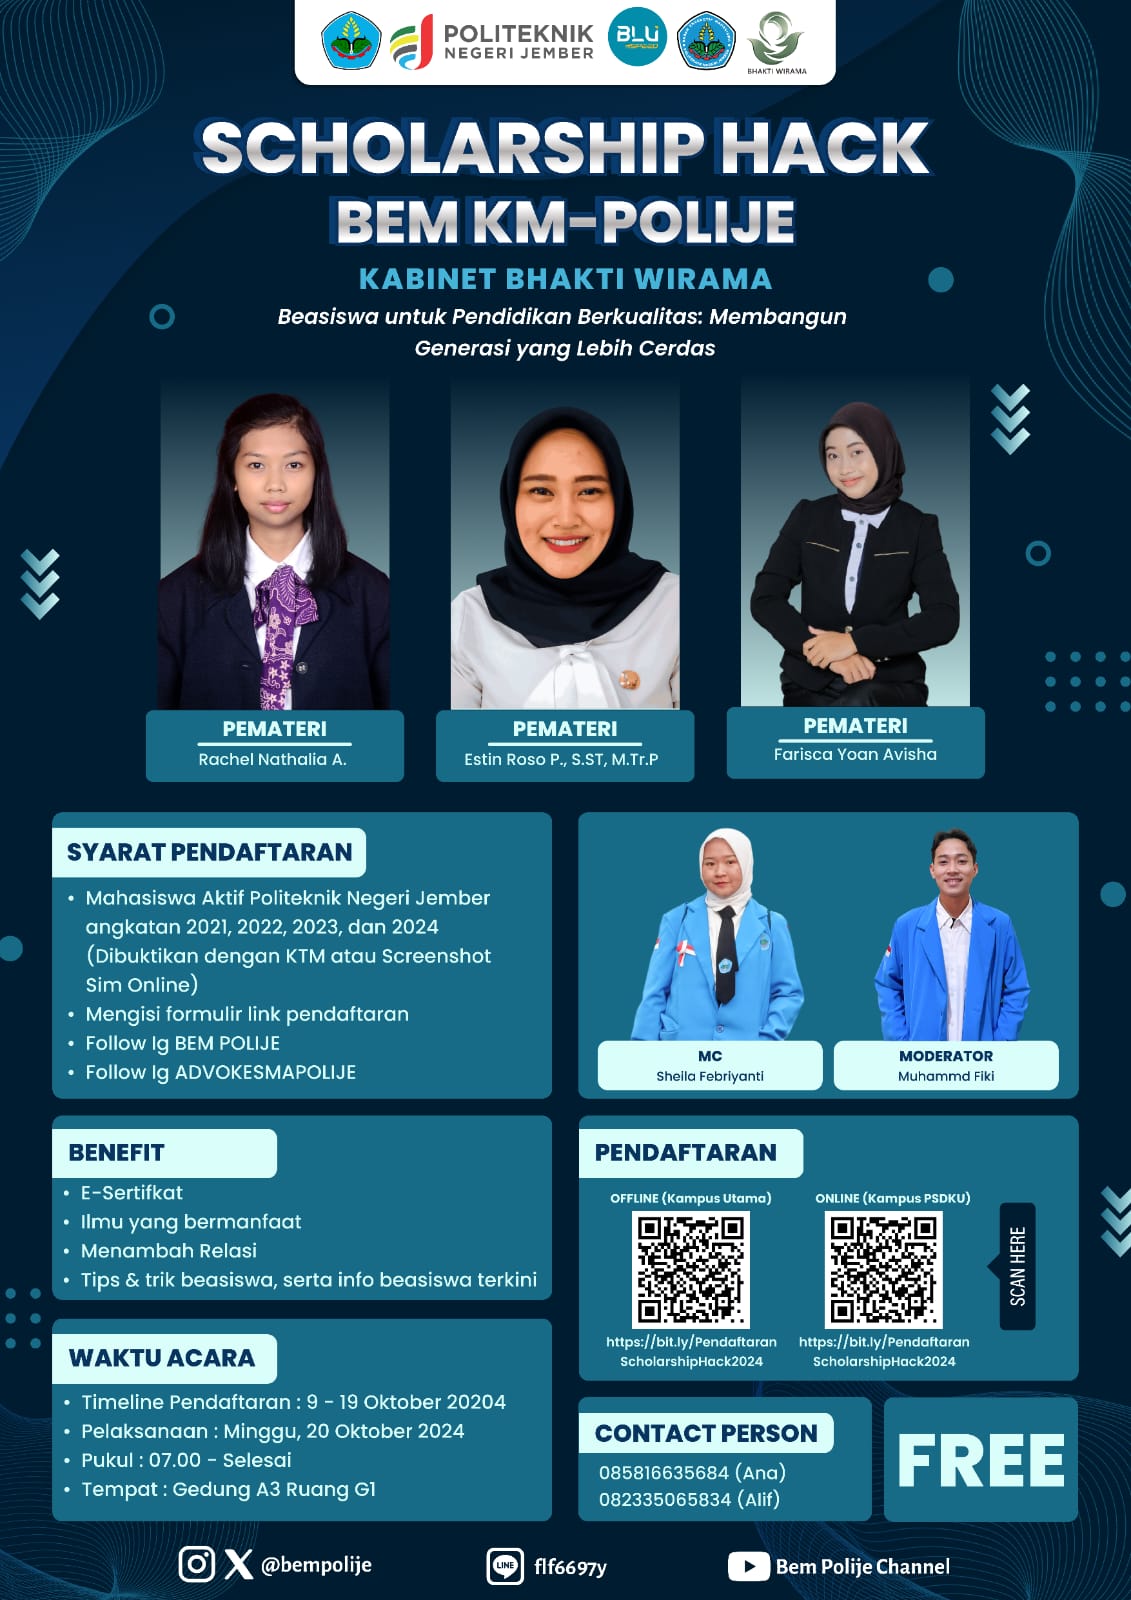 POLITEKNIK
NEGERI JEMBER
BLU
SPEED
BHAKTI WIRAMA
SCHOLARSHIP HACK
BEM KM-POLIJE
KABINET BHAKTI WIRAMA
Beasiswa untuk Pendidikan Berkualitas: Membangun
Generasi yang Lebih Cerdas
PEMATERI
Rachel Nathalia A.
PEMATERI
Estin Roso P., S.ST, M.Tr.P
PEMATERI
Farisca Yoan Avisha
SYARAT PENDAFTARAN
• Mahasiswa Aktif Politeknik Negeri Jember
angkatan 2021, 2022, 2023, dan 2024
(Dibuktikan dengan KTM atau Screenshot
Sim Online)
• Mengisi formulir link pendaftaran
• Follow Ig BEM POLIJE
• Follow Ig ADVOKESMAPOLIJE
MC
Sheila Febriyanti
MODERATOR
Muhammd Fiki
BENEFIT
• E-Sertifkat
• Ilmu yang bermanfaat
• Menambah Relasi
• Tips & trik beasiswa, serta info beasiswa terkini
PENDAFTARAN
OFFLINE (Kampus Utama)
https://bit.ly/Pendaftaran
ScholarshipHack2024
ONLINE (Kampus PSDKU)
https://bit.ly/Pendaftaran
ScholarshipHack2024
SCAN HERE
WAKTU ACARA
• Timeline Pendaftaran : 9 - 19 Oktober 20204
• Pelaksanaan : Minggu, 20 Oktober 2024
• Pukul : 07.00 - Selesai
• Tempat : Gedung A3 Ruang G1
CONTACT PERSON
085816635684 (Ana)
082335065834 (Alif)
FREE
@bempolije
LINE
flf6697y
Bem Polije Channel